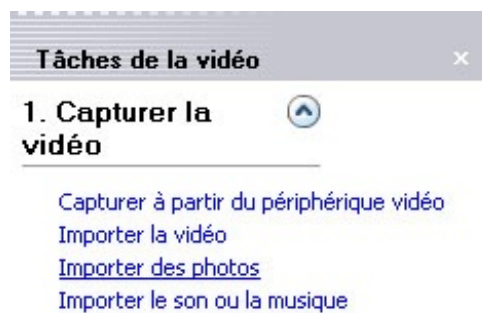 Tâches de la vidéo
1. Capturer la
vidéo
Capturer à partir du périphérique vidéo
Importer la vidéo
Importer des photos
Importer le son ou la musique